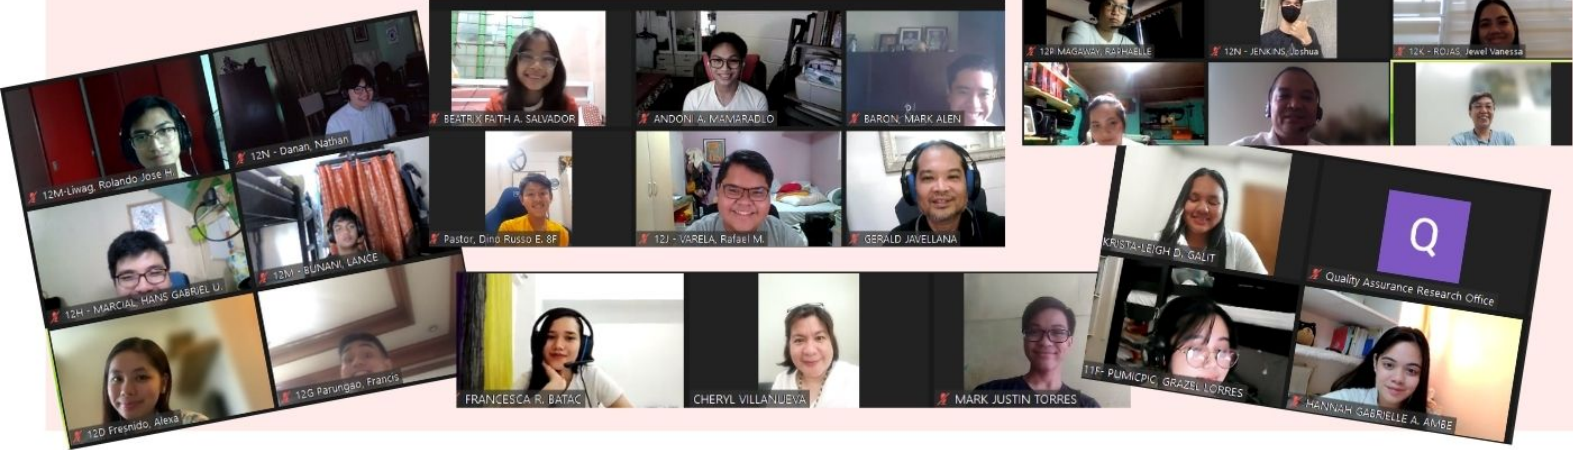 12M-Liwag, Rolando Jose H.
12N - Danan, Nathan
12H - MARCIAL, HANS GABRIEL U.
12M - BUNANI, LANCE
12D Fresnido, Alexa
12G Parungao, Francis
BEATRIX FAITH A. SALVADOR
ANDONI A. MAMARADLO
BARON, MARK ALEN
Pastor, Dino Russo E. 8F
12J - VARELA, Rafael M.
GERALD JAVELLANA
FRANCESCA R. BATAC
CHERYL VILLANUEVA
MARK JUSTIN TORRES
12P MAGAWAY, RAPHAELLE
12N - JENKINS, Joshua
12K - ROJAS, Jewel Vanessa
KRISTA-LEIGH D. GALIT
Q
Quality Assurance Research Office
11F- PUMICPIC, GRAZEL LORRES
HANNAH GABRIELLE A. AMBE